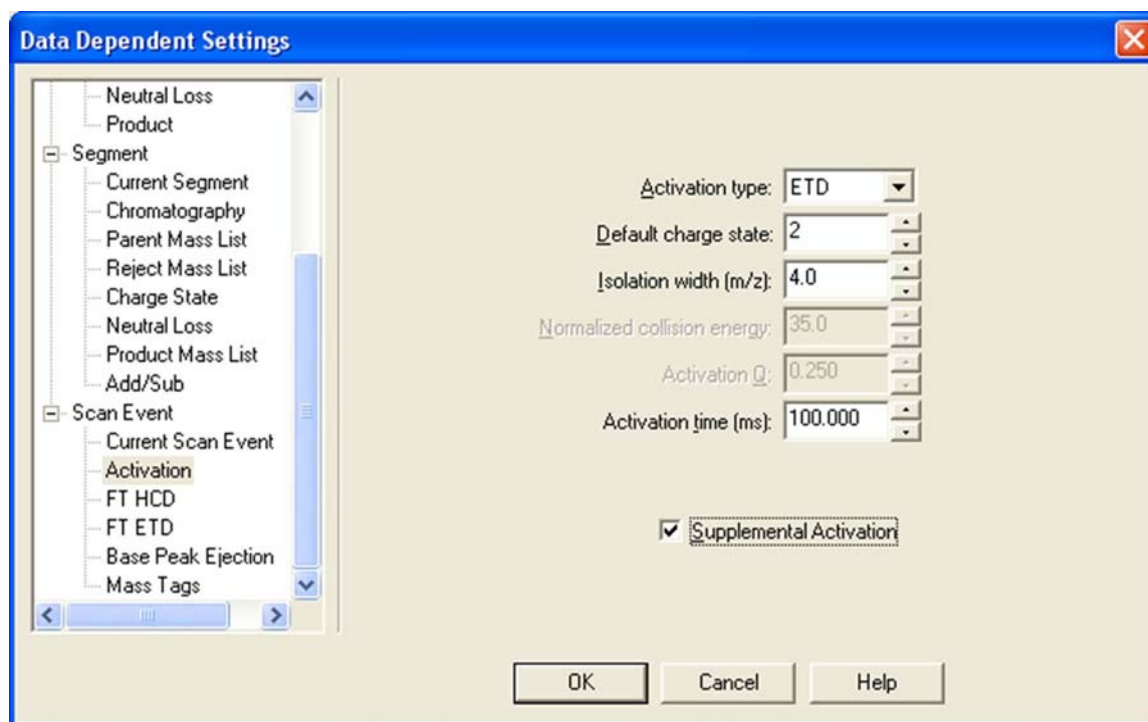 Data Dependent Settings
Neutral Loss
Product
Segment
Current Segment
Chromatography
Parent Mass List
Reject Mass List
Charge State
Neutral Loss
Product Mass List
Add/Sub
Scan Event
Current Scan Event
Activation
FT HCD
FT ETD
Base Peak Ejection
Mass Tags
Activation type: ETD
Default charge state: 2
Isolation width (m/z): 4.0
Normalized collision energy: 35.0
Activation Q: 0.250
Activation time (ms): 100.000
Supplemental Activation
OK Cancel Help